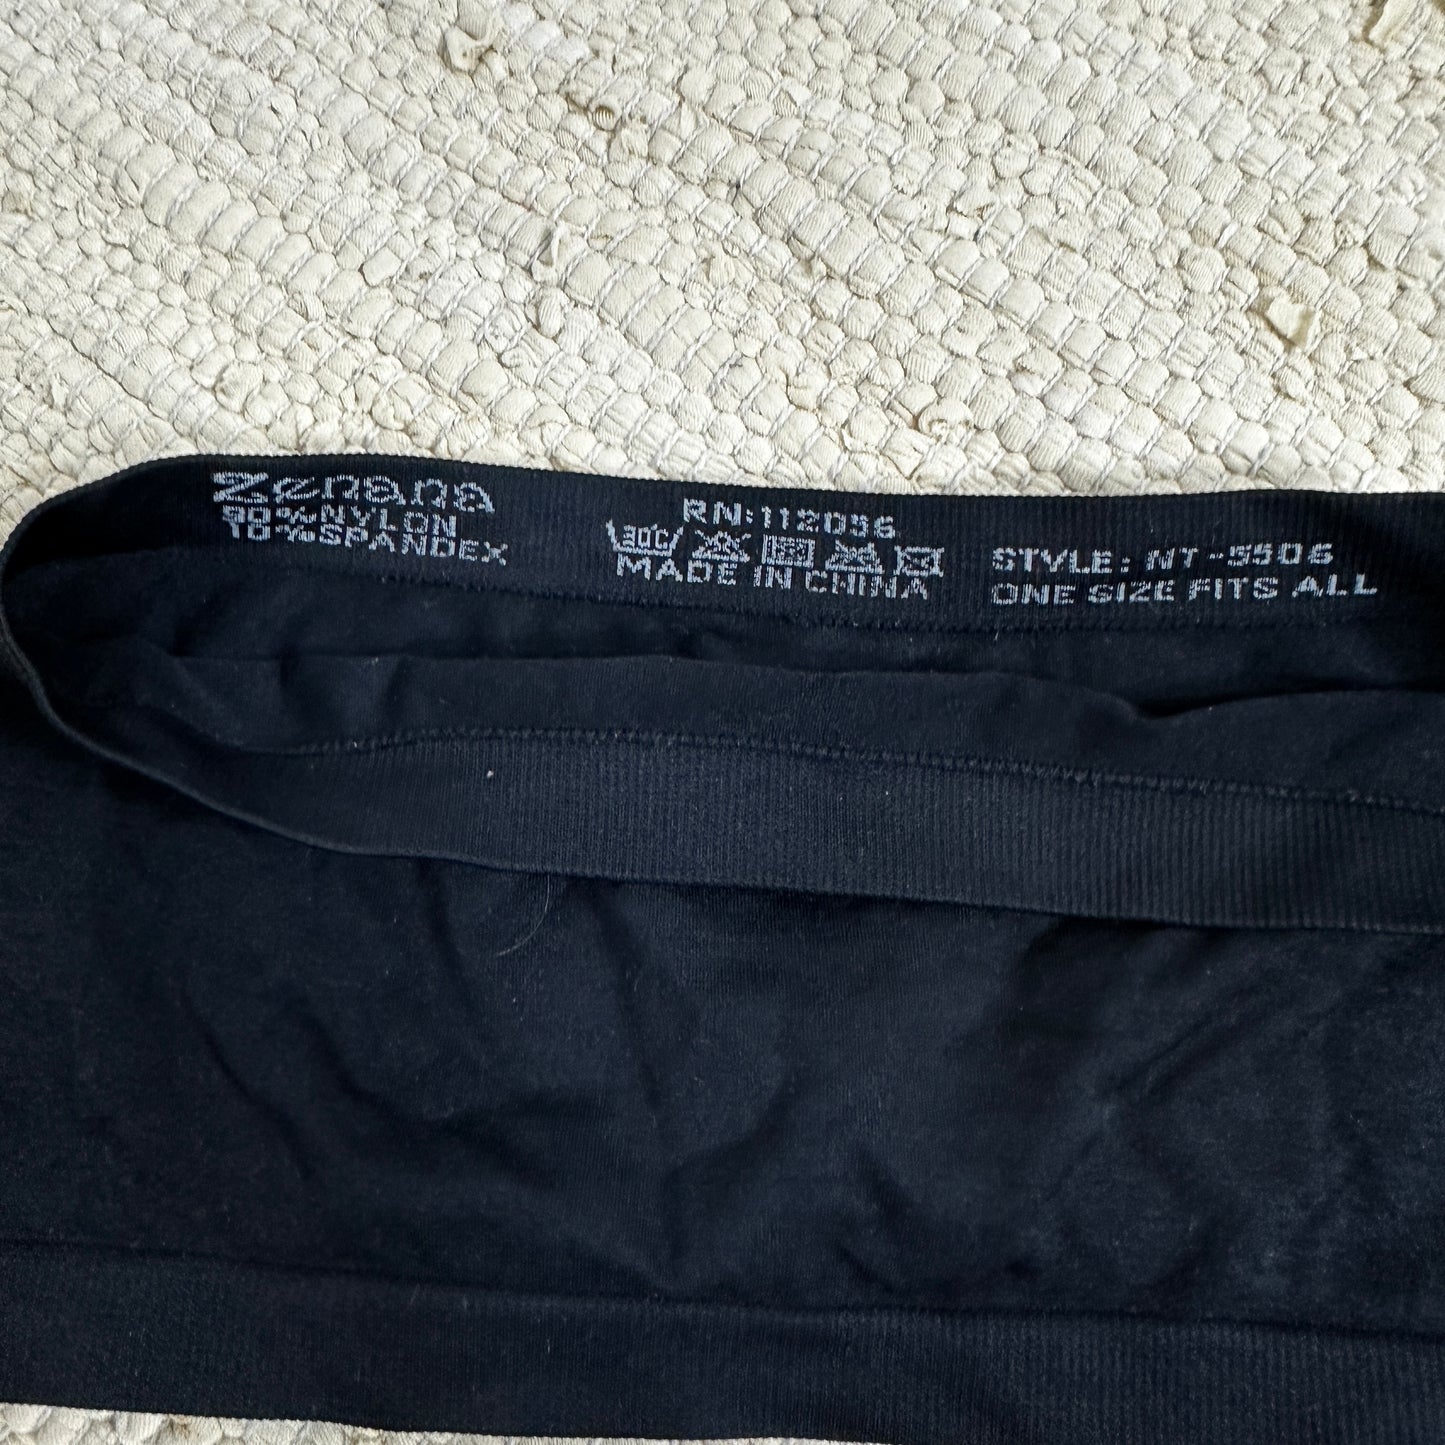 Zenana
90%NYLON
10%SPANDEX
RN:112056
30C
MADE IN CHINA
STYLE: NT-5506
ONE SIZE FITS ALL